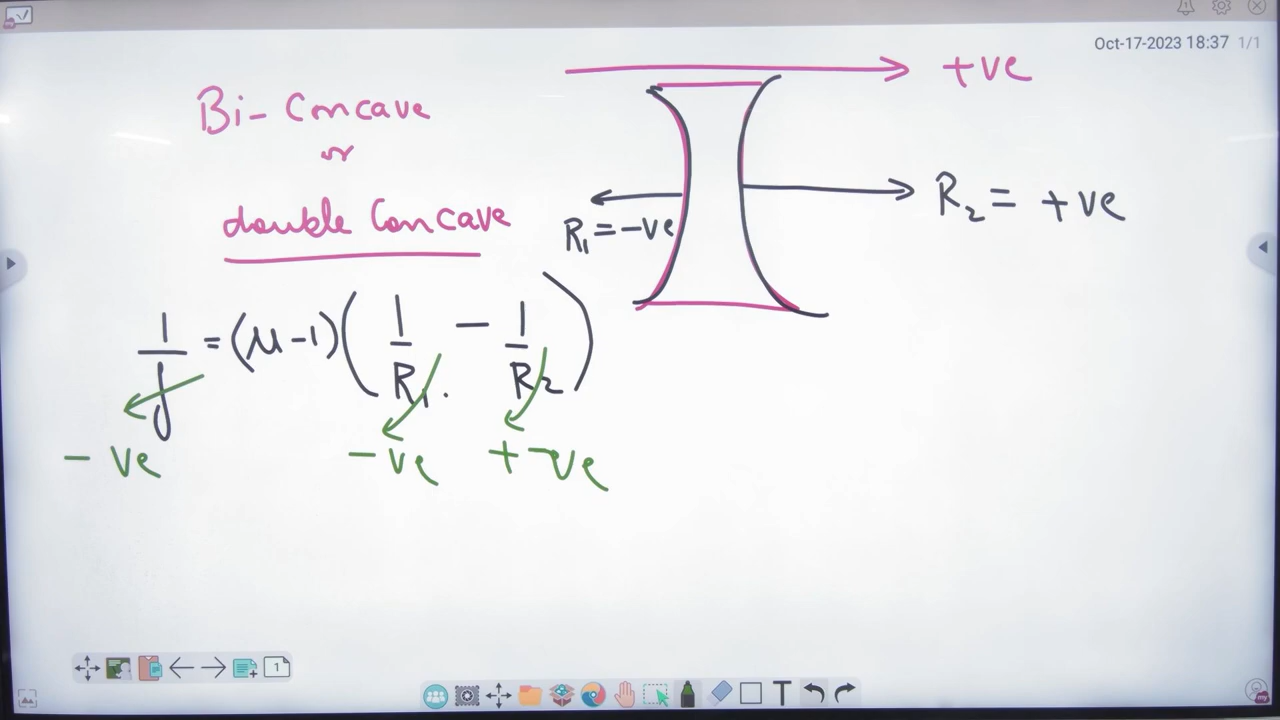 Oct-17-2023 18:37 1/1
+ve
Bi-Concave
or
double Concave
R₁ = -ve
R₂ = +ve
1/f = (μ-1)(1/R₁. - 1/R₂)
- ve
- ve
+ ve
1
T